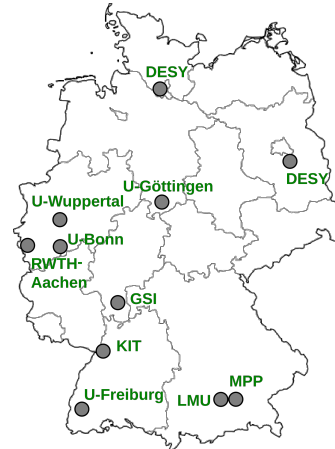 DESY
DESY
U-Göttingen
U-Wuppertal
U-Bonn
RWTH-
Aachen
GSI
KIT
MPP
U-Freiburg
LMU